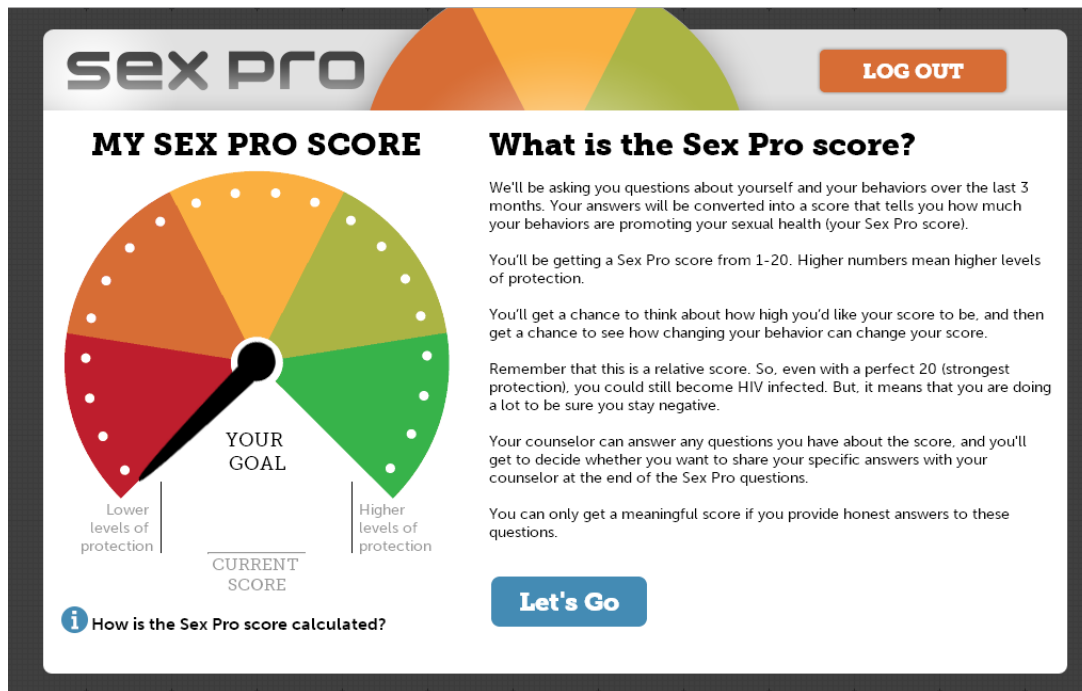 sex pro
LOG OUT
MY SEX PRO SCORE
YOUR
GOAL
Lower
levels of
protection
Higher
levels of
protection
CURRENT
SCORE
i
How is the Sex Pro score calculated?
What is the Sex Pro score?
We'll be asking you questions about yourself and your behaviors over the last 3
months. Your answers will be converted into a score that tells you how much
your behaviors are promoting your sexual health (your Sex Pro score).
You'll be getting a Sex Pro score from 1-20. Higher numbers mean higher levels
of protection.
You'll get a chance to think about how high you'd like your score to be, and then
get a chance to see how changing your behavior can change your score.
Remember that this is a relative score. So, even with a perfect 20 (strongest
protection), you could still become HIV infected. But, it means that you are doing
a lot to be sure you stay negative.
Your counselor can answer any questions you have about the score, and you'll
get to decide whether you want to share your specific answers with your
counselor at the end of the Sex Pro questions.
You can only get a meaningful score if you provide honest answers to these
questions.
Let's Go